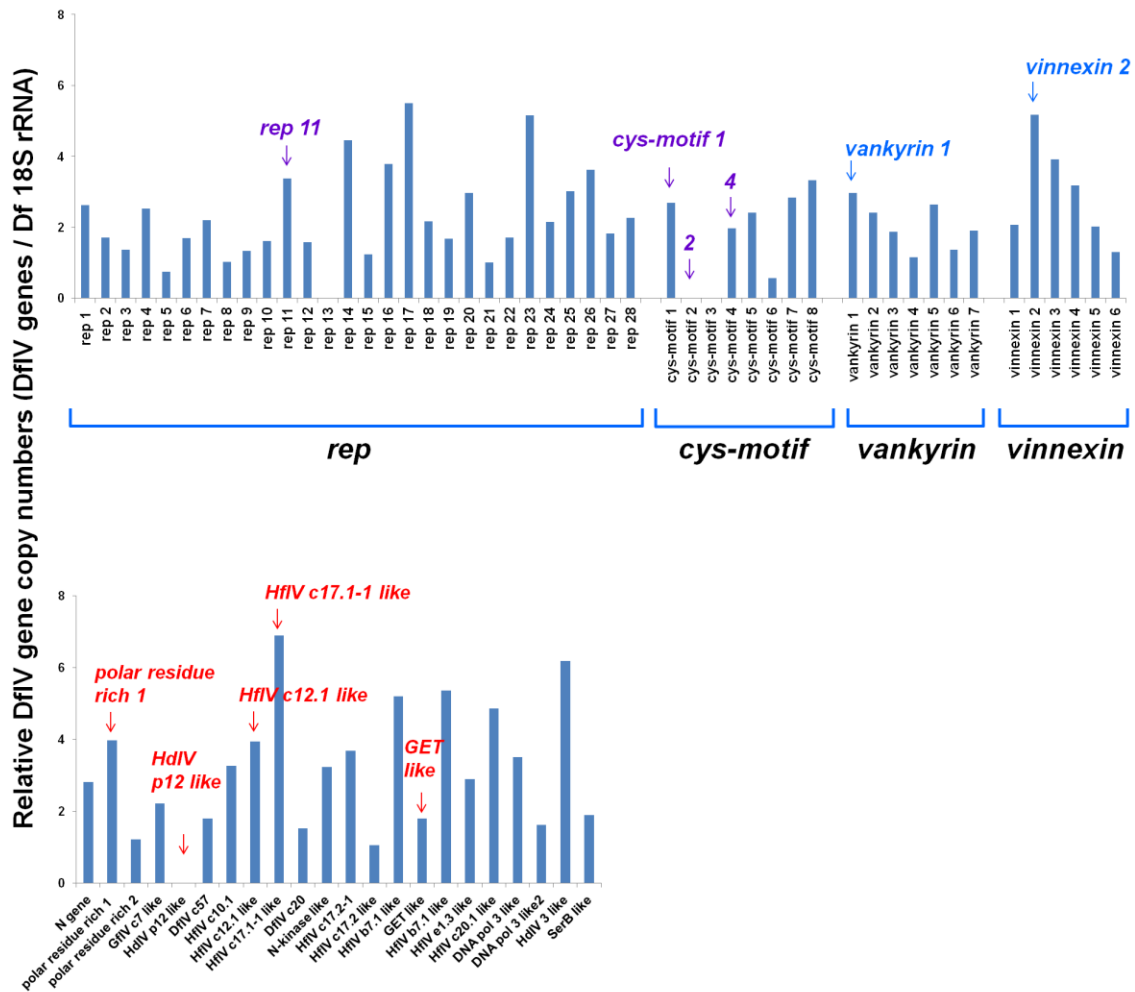 Relative DfIV gene copy numbers (DfIV genes / Df 18S rRNA)
8
6
4
2
0
rep 11
cys-motif 1
2
4
vankyrin 1
vinnexin 2
rep 1
rep 2
rep 3
rep 4
rep 5
rep 6
rep 7
rep 8
rep 9
rep 10
rep 11
rep 12
rep 13
rep 14
rep 15
rep 16
rep 17
rep 18
rep 19
rep 20
rep 21
rep 22
rep 23
rep 24
rep 25
rep 26
rep 27
rep 28
cys-motif 1
cys-motif 2
cys-motif 3
cys-motif 4
cys-motif 5
cys-motif 6
cys-motif 7
cys-motif 8
vankyrin 1
vankyrin 2
vankyrin 3
vankyrin 4
vankyrin 5
vankyrin 6
vankyrin 7
vinnexin 1
vinnexin 2
vinnexin 3
vinnexin 4
vinnexin 5
vinnexin 6
rep
cys-motif
vankyrin
vinnexin
8
6
4
2
0
polar residue
rich 1
HdIV
p12 like
HfIV c12.1 like
HfIV c17.1-1 like
GET
like
N gene
polar residue rich 1
polar residue rich 2
GfIV c7 like
HdIV p12 like
DfIV c57
HfIV c10.1
HfIV c12.1 like
HfIV c17.1-1 like
DfIV c20
N-kinase like
HfIV c17.2-1
HfIV c17.2 like
HfIV b7.1 like
GET like
HfIV b7.1 like
HfIV e1.3 like
HfIV c20.1 like
DNA pol 3 like
DNA pol 3 like2
HdIV 3 like
SerB like